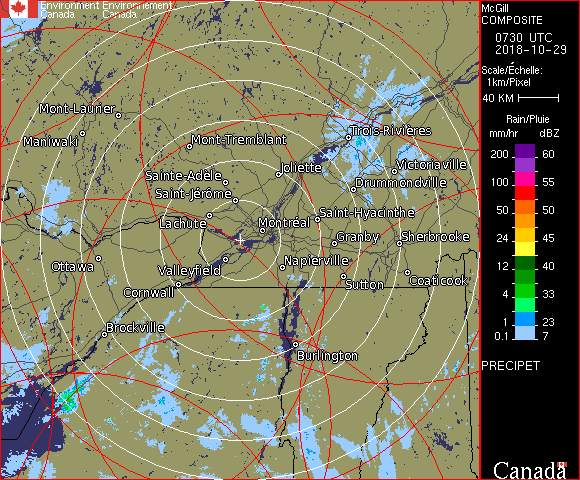 Environment Environnement
Canada Canada
McGill
COMPOSITE
0730 UTC
2018-10-29
Scale/Échelle:
1km/Pixel
40 KM
Rain/Pluie
mm/hr dBZ
200 60
100 55
50 50
24 45
12 40
4 33
1 23
0.1 7
PRECIPET
Canada
Mont-Laurier
Maniwaki
Mont-Tremblant
Trois-Rivières
Sainte-Adèle
Joliette
Victoriaville
Saint-Jérôme
Drummondville
Lachute
Montréal
Saint-Hyacinthe
Granby
Sherbrooke
Ottawa
Valleyfield
Napierville
Cornwall
Sutton
Coaticook
Brockville
Burlington